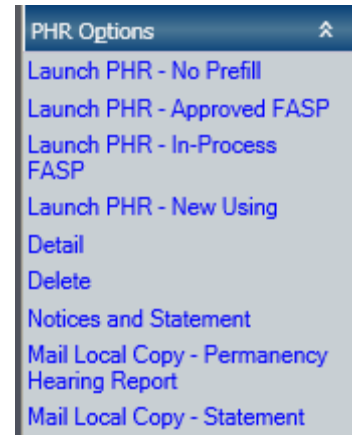 PHR Options
Launch PHR - No Prefill
Launch PHR - Approved FASP
Launch PHR - In-Process
FASP
Launch PHR - New Using
Detail
Delete
Notices and Statement
Mail Local Copy - Permanency
Hearing Report
Mail Local Copy - Statement